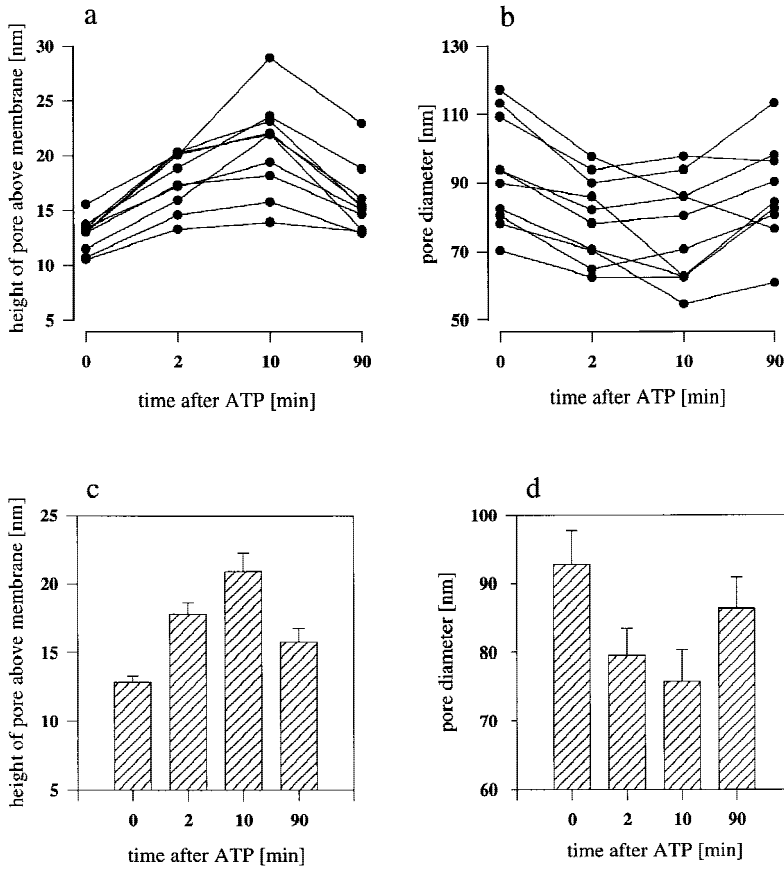 a
height of pore above membrane [nm]
30
25
20
15
10
5
0 2 10 90
time after ATP [min]
b
pore diameter [nm]
130
110
90
70
50
0 2 10 90
time after ATP [min]
c
height of pore above membrane [nm]
25
20
15
10
5
0 2 10 90
time after ATP [min]
d
pore diameter [nm]
100
90
80
70
60
0 2 10 90
time after ATP [min]